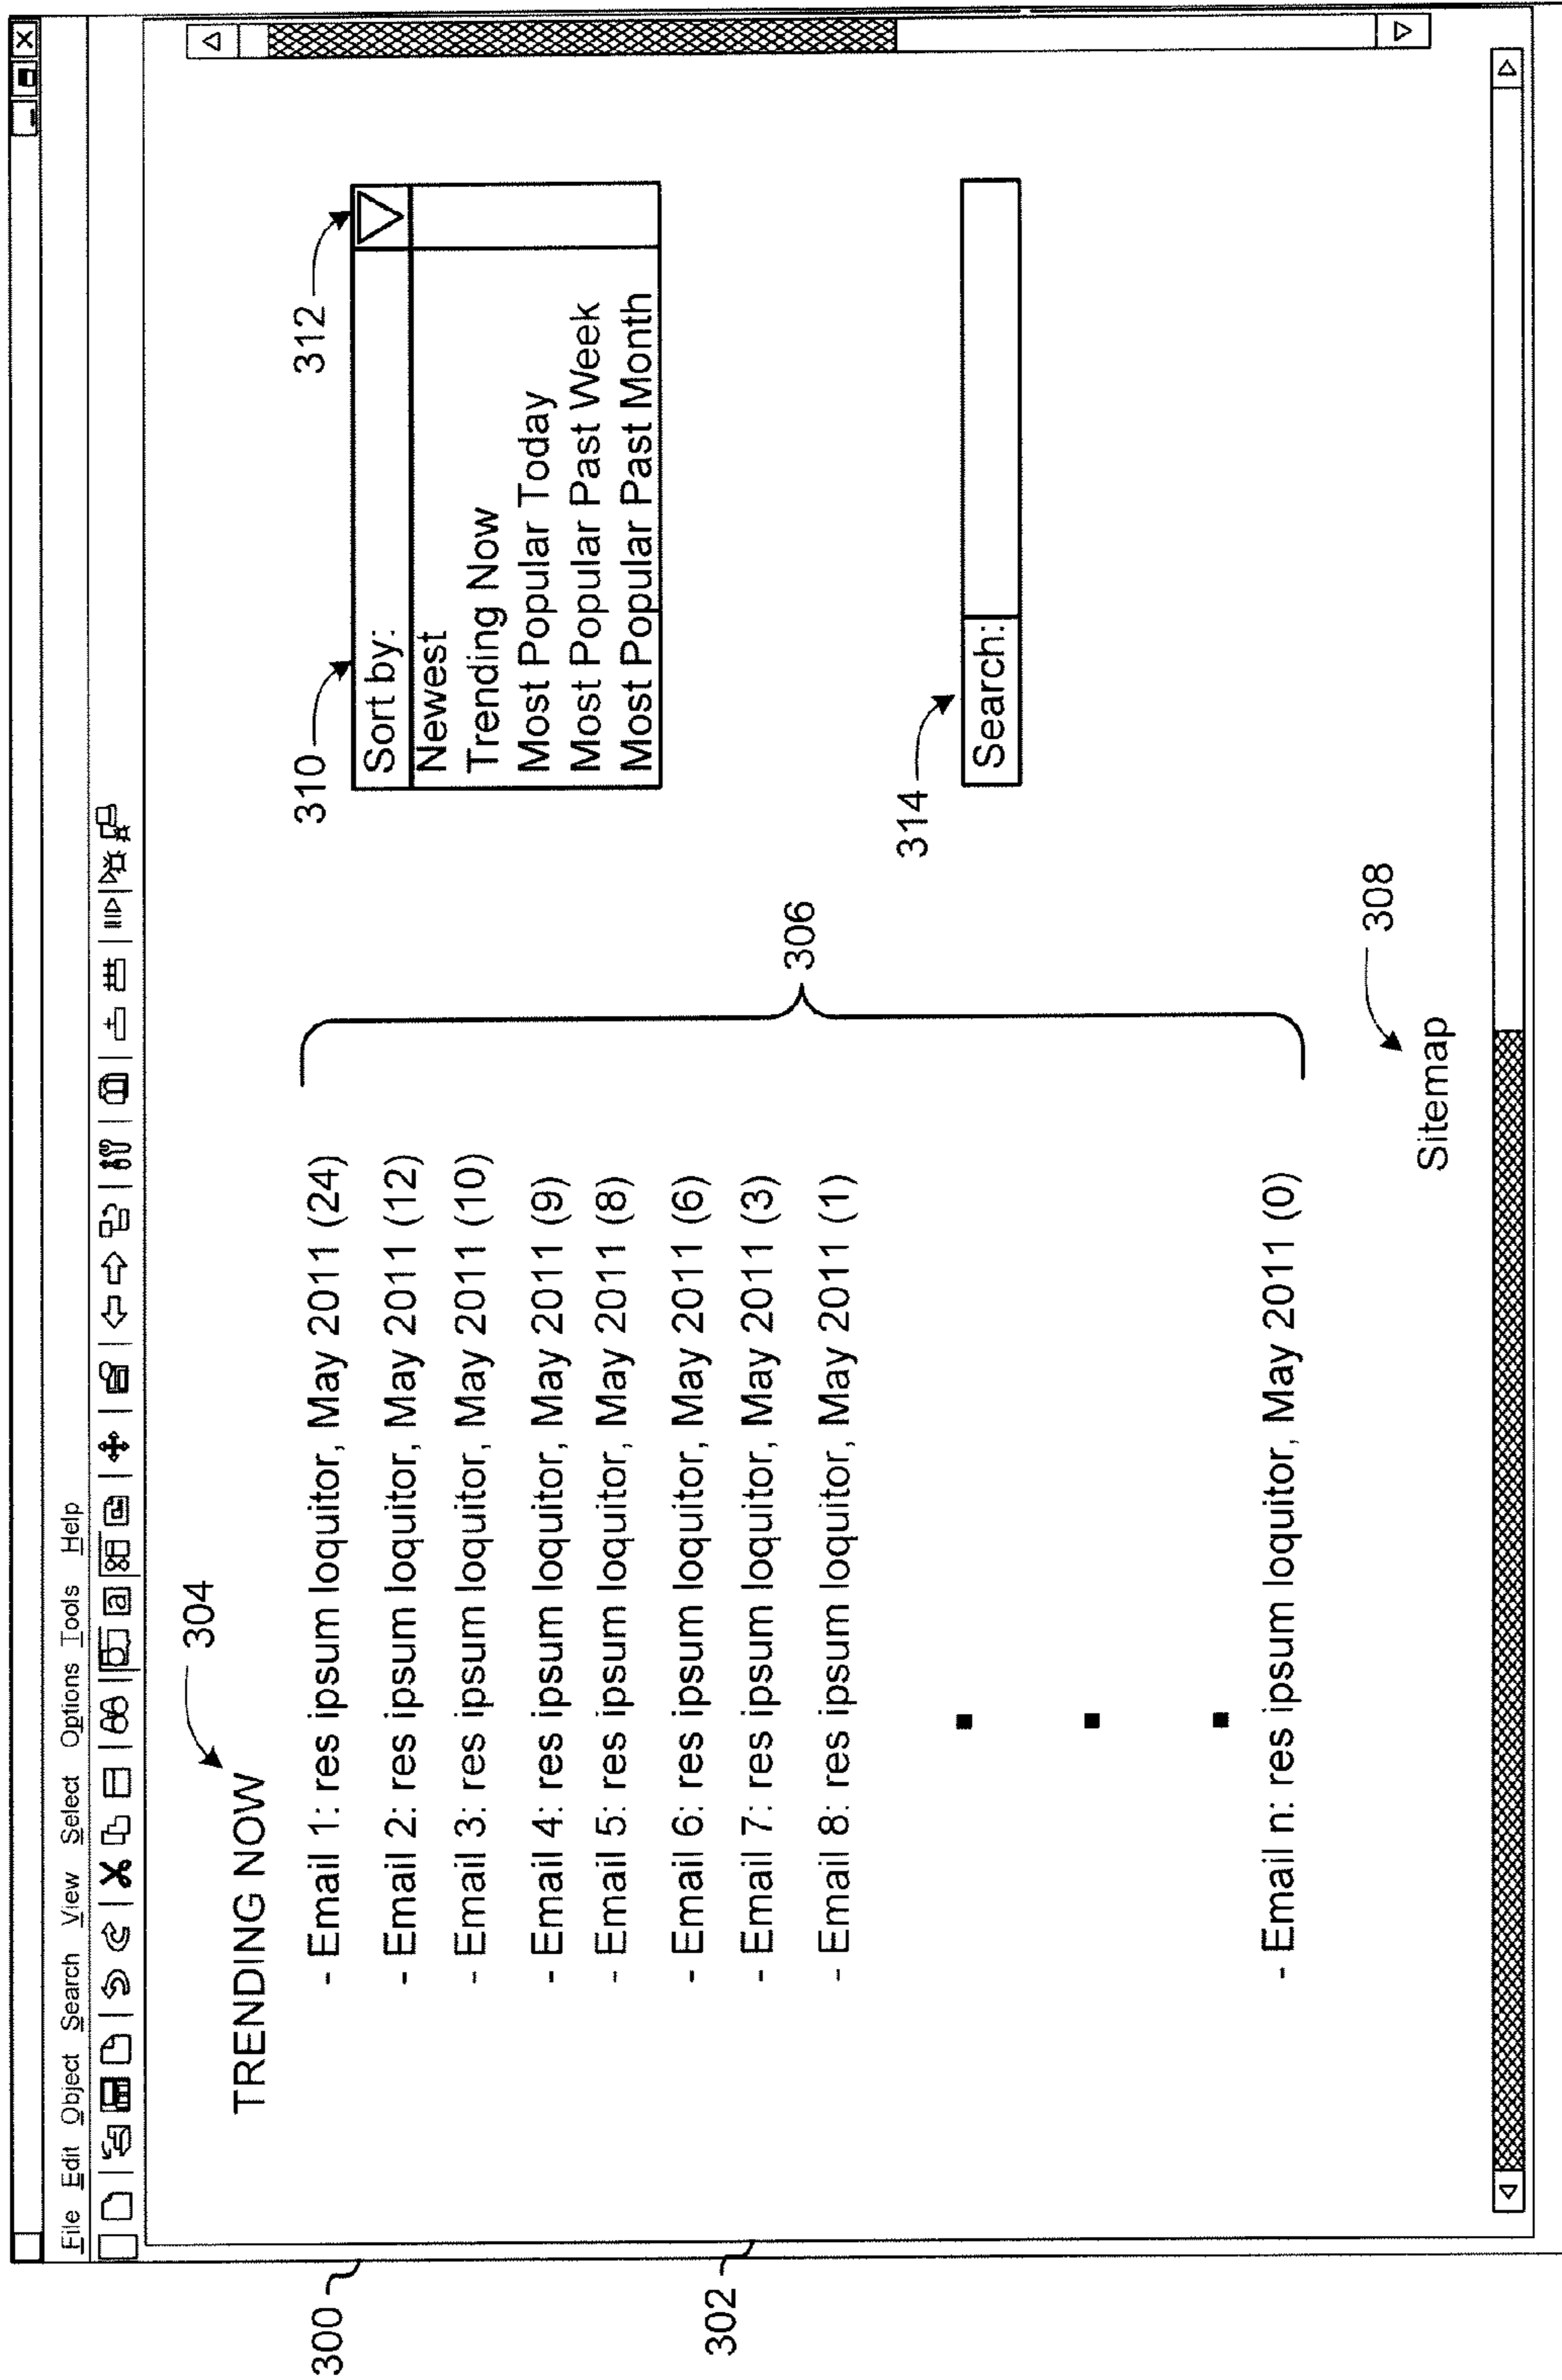 File Edit Object Search View Select Options Tools Help
a
300
302
TRENDING NOW
304
- Email 1: res ipsum loquitor, May 2011 (24)
- Email 2: res ipsum loquitor, May 2011 (12)
- Email 3: res ipsum loquitor, May 2011 (10)
- Email 4: res ipsum loquitor, May 2011 (9)
- Email 5: res ipsum loquitor, May 2011 (8)
- Email 6: res ipsum loquitor, May 2011 (6)
- Email 7: res ipsum loquitor, May 2011 (3)
- Email 8: res ipsum loquitor, May 2011 (1)
- Email n: res ipsum loquitor, May 2011 (0)
306
Sitemap
308
310
312
Sort by:
Newest
Trending Now
Most Popular Today
Most Popular Past Week
Most Popular Past Month
314
Search: